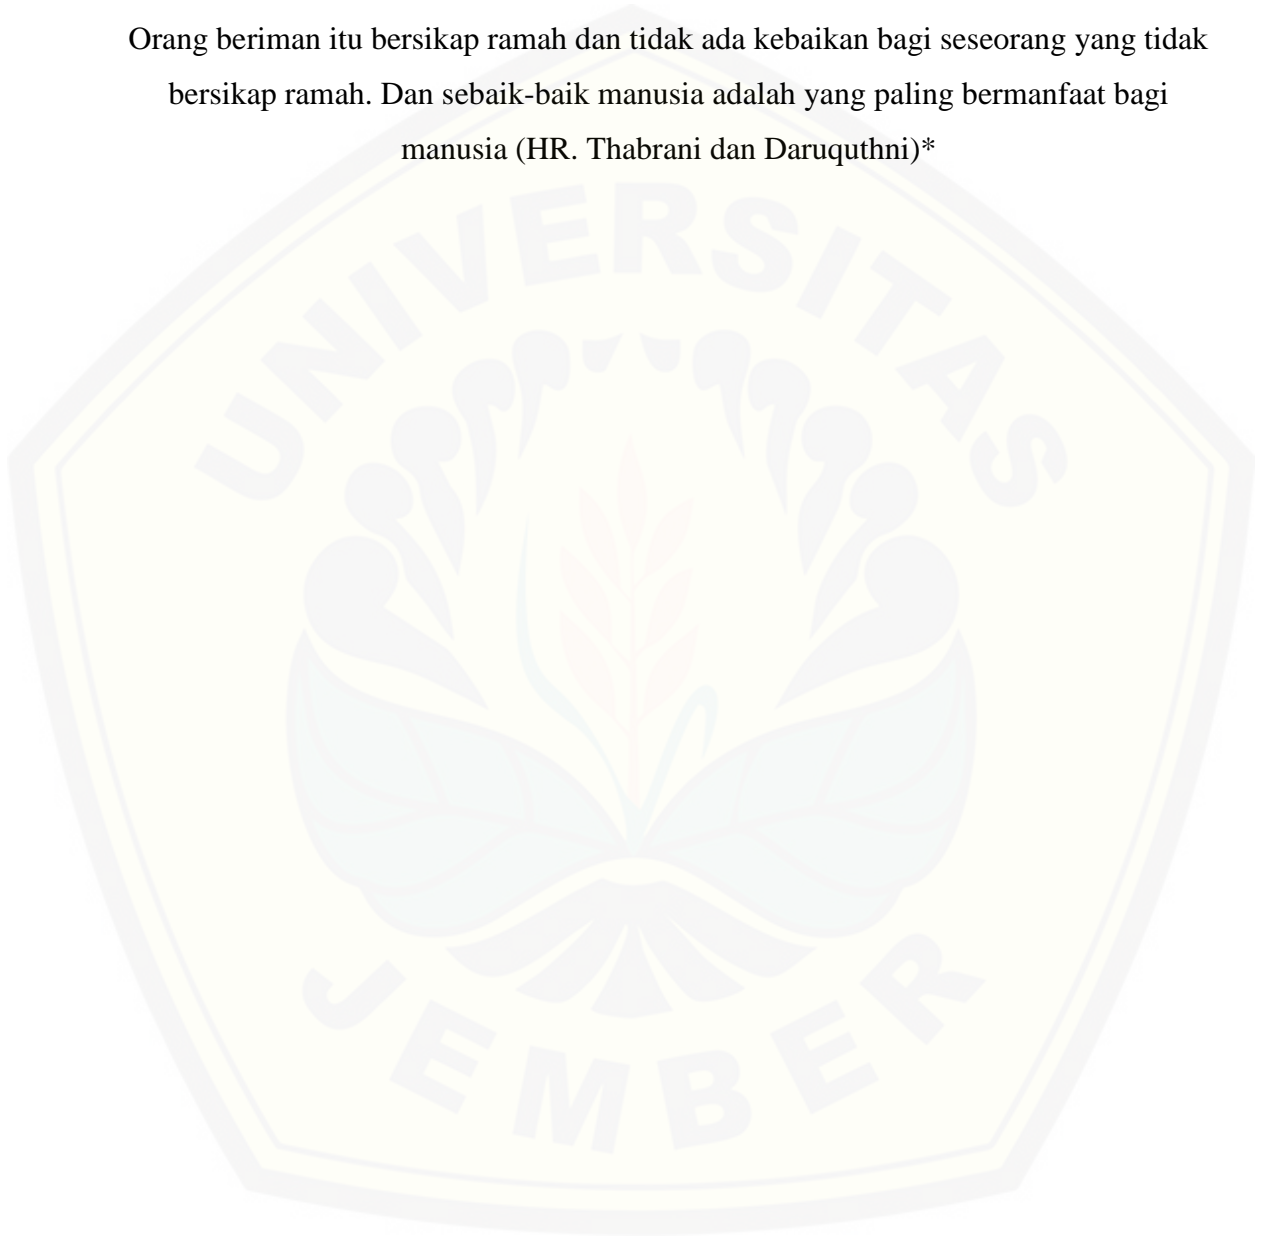 Orang beriman itu bersikap ramah dan tidak ada kebaikan bagi seseorang yang tidak
bersikap ramah. Dan sebaik-baik manusia adalah yang paling bermanfaat bagi
manusia (HR. Thabrani dan Daruquthni)*
UNIVERSITAS
JEMBER